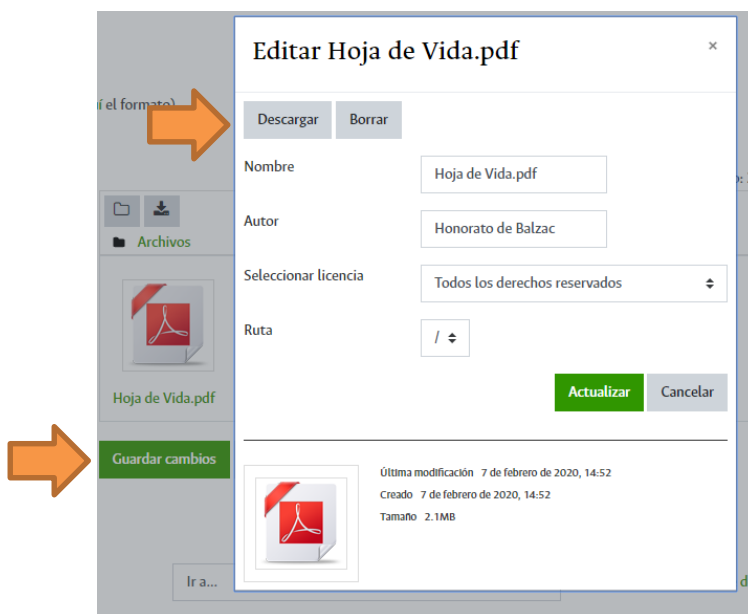 Editar Hoja de Vida.pdf
×
í el formato)
Descargar Borrar
Nombre Hoja de Vida.pdf
o:
Archivos
Autor Honorato de Balzac
Seleccionar licencia Todos los derechos reservados
Ruta /
Hoja de Vida.pdf
Actualizar Cancelar
Guardar cambios
Última modificación 7 de febrero de 2020, 14:52
Creado 7 de febrero de 2020, 14:52
Tamaño 2.1MB
Ir a...
d